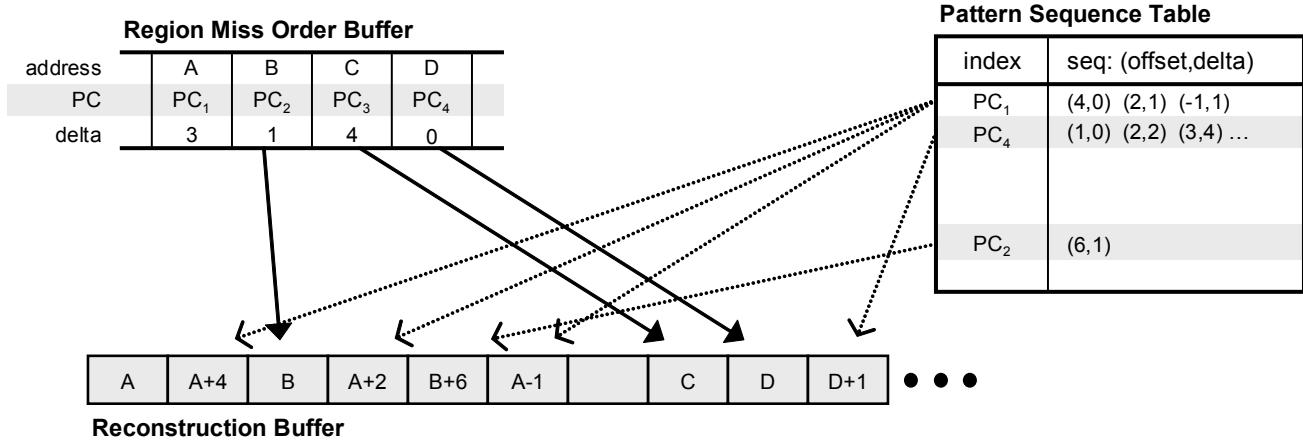 Region Miss Order Buffer
address A B C D
PC PC₁ PC₂ PC₃ PC₄
delta 3 1 4 0
Pattern Sequence Table
index seq: (offset,delta)
PC₁ (4,0) (2,1) (-1,1)
PC₄ (1,0) (2,2) (3,4) ...
PC₂ (6,1)
A A+4 B A+2 B+6 A-1 C D D+1
Reconstruction Buffer